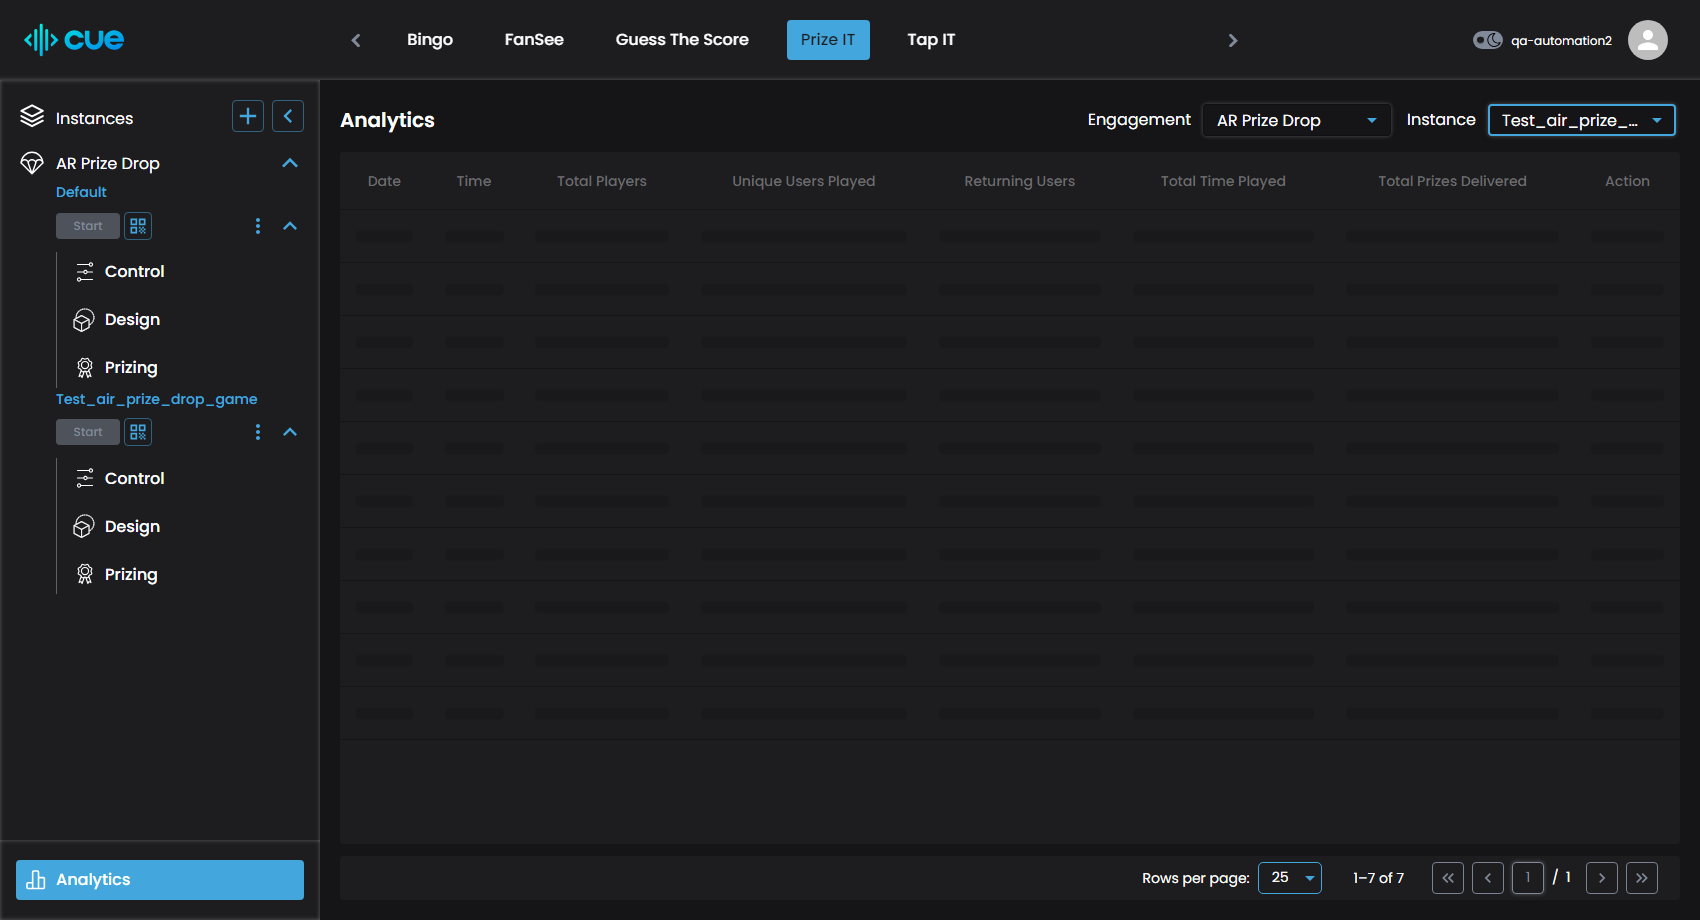 cue
Bingo
FanSee
Guess The Score
Prize IT
Tap IT
qa-automation2
Instances
AR Prize Drop
Default
Start
Control
Design
Prizing
Test_air_prize_drop_game
Start
Control
Design
Prizing
Analytics
Analytics
Engagement
AR Prize Drop
Instance
Test_air_prize_...
Date
Time
Total Players
Unique Users Played
Returning Users
Total Time Played
Total Prizes Delivered
Action
Rows per page:
25
1–7 of 7
1
/ 1